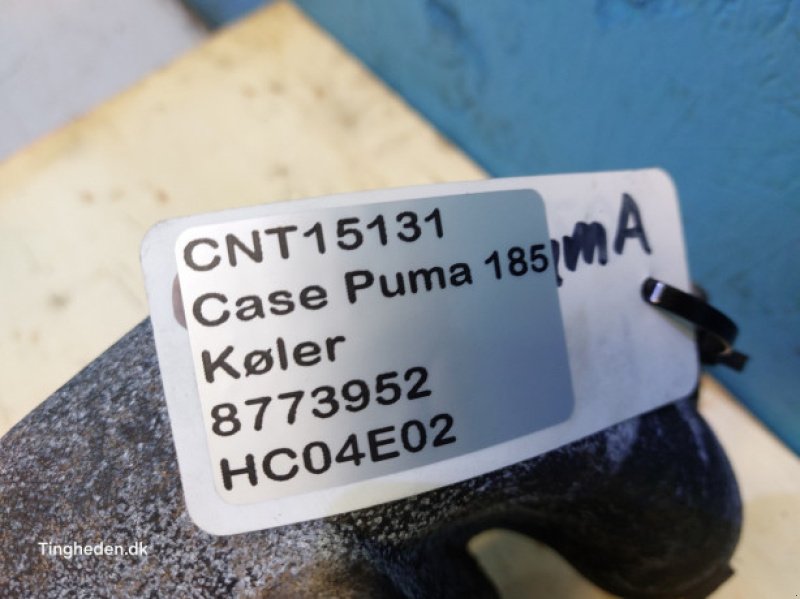 CNT15131
Case Puma 185
Køler
8773952
HC04E02
Tingheden.dk